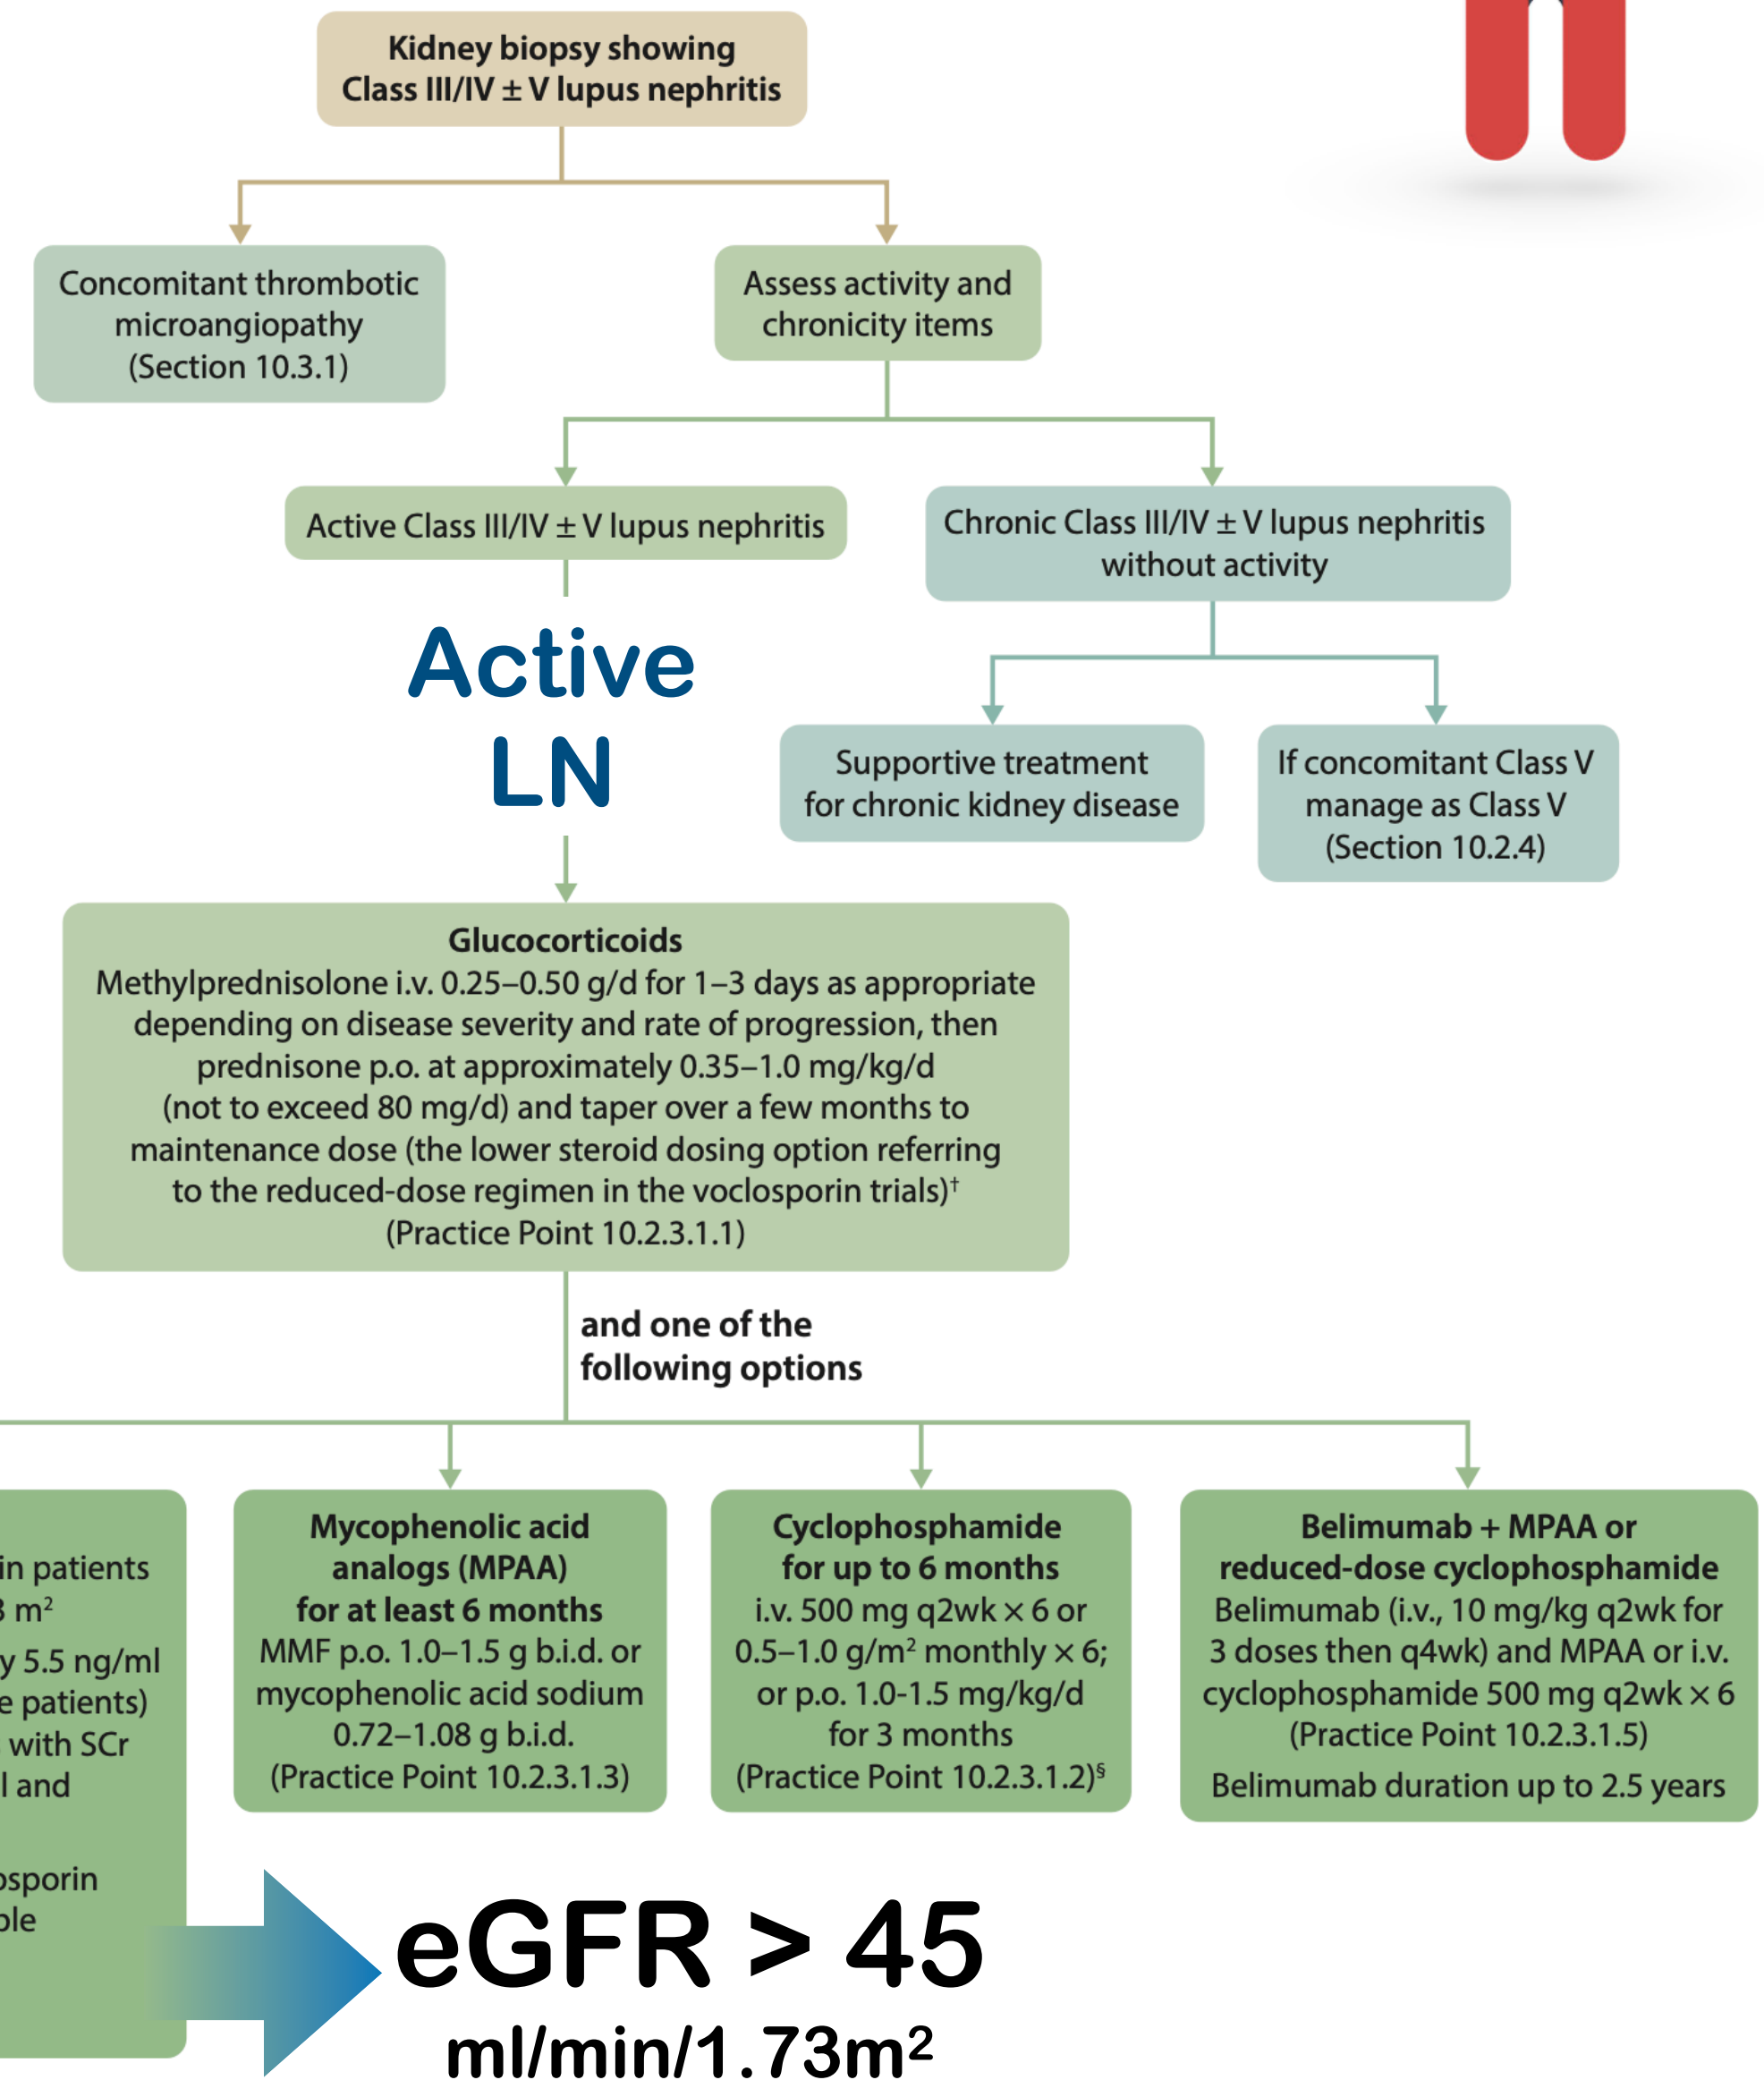 Kidney biopsy showing
Class III/IV ± V lupus nephritis
Concomitant thrombotic
microangiopathy
(Section 10.3.1)
Assess activity and
chronicity items
Active Class III/IV ± V lupus nephritis
Chronic Class III/IV ± V lupus nephritis
without activity
Active
LN
Supportive treatment
for chronic kidney disease
If concomitant Class V
manage as Class V
(Section 10.2.4)
Glucocorticoids
Methylprednisolone i.v. 0.25–0.50 g/d for 1–3 days as appropriate
depending on disease severity and rate of progression, then
prednisone p.o. at approximately 0.35–1.0 mg/kg/d
(not to exceed 80 mg/d) and taper over a few months to
maintenance dose (the lower steroid dosing option referring
to the reduced-dose regimen in the voclosporin trials)†
(Practice Point 10.2.3.1.1)
and one of the
following options
in patients
m²
5.5 ng/ml
patients)
with SCr
and
Mycophenolic acid
analogs (MPAA)
for at least 6 months
MMF p.o. 1.0–1.5 g b.i.d. or
mycophenolic acid sodium
0.72–1.08 g b.i.d.
(Practice Point 10.2.3.1.3)
Cyclophosphamide
for up to 6 months
i.v. 500 mg q2wk × 6 or
0.5–1.0 g/m² monthly × 6;
or p.o. 1.0-1.5 mg/kg/d
for 3 months
(Practice Point 10.2.3.1.2)§
Belimumab + MPAA or
reduced-dose cyclophosphamide
Belimumab (i.v., 10 mg/kg q2wk for
3 doses then q4wk) and MPAA or i.v.
cyclophosphamide 500 mg q2wk × 6
(Practice Point 10.2.3.1.5)
Belimumab duration up to 2.5 years
eGFR > 45
ml/min/1.73m²